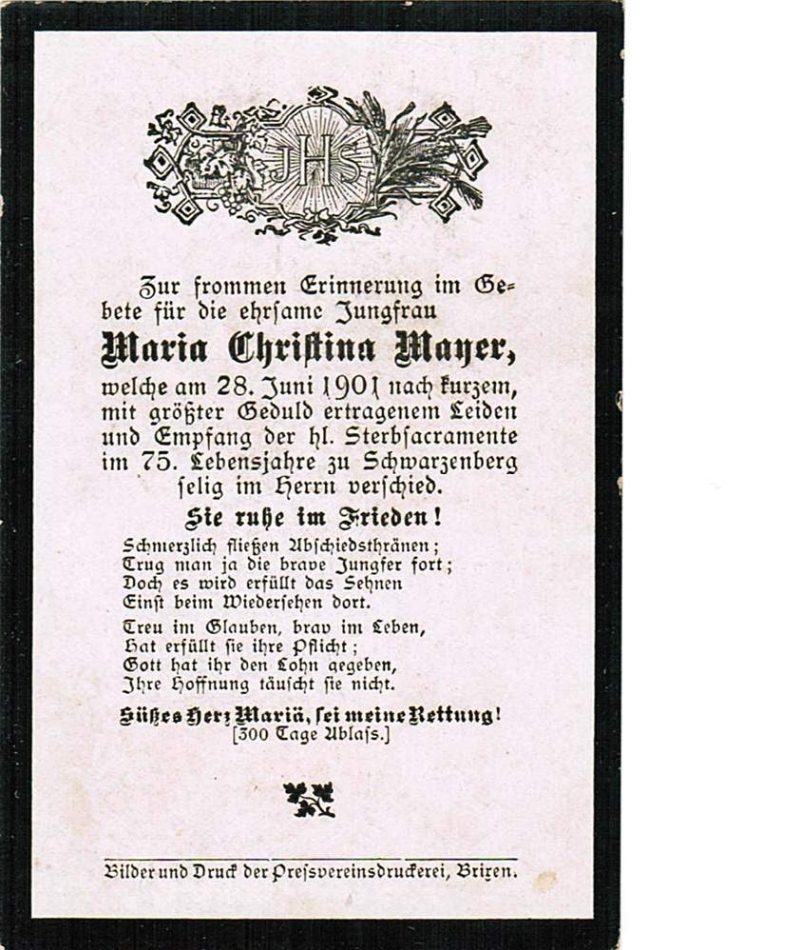 JHS
Zur frommen Erinnerung im Ge-
bete für die ehrsame Jungfrau
Maria Christina Mayer,
welche am 28. Juni 1901 nach kurzem,
mit größter Geduld ertragenem Leiden
und Empfang der hl. Sterbsacramente
im 75. Lebensjahre zu Schwarzenberg
selig im Herrn verschied.
Sie ruhe im Frieden!
Schmerzlich fließen Abschiedsthränen;
Trug man ja die brave Jungfer fort;
Doch es wird erfüllt das Sehnen
Einst beim Wiedersehen dort.
Treu im Glauben, brav im Leben,
Hat erfüllt sie ihre Pflicht;
Gott hat ihr den Lohn gegeben,
Ihre Hoffnung täuscht sie nicht.
Süßes Herz Mariä, sei meine Rettung!
[300 Tage Ablass.]
Bilder und Druck der Pressvereinsdruckerei, Brixen.